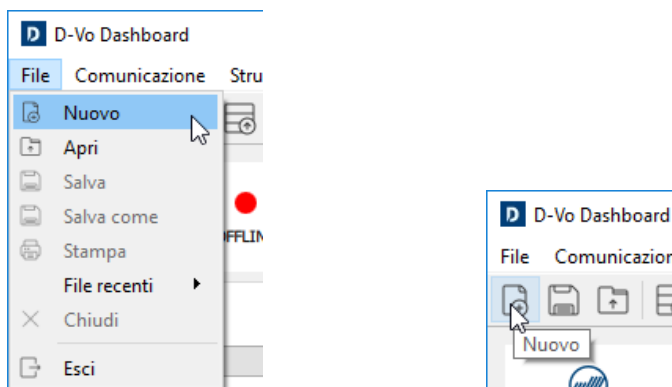 D-Vo Dashboard
File Comunicazione Stru
Nuovo
Apri
Salva
Salva come
Stampa
File recenti
Chiudi
Esci
D-Vo Dashboard
File Comunicazion
Nuovo